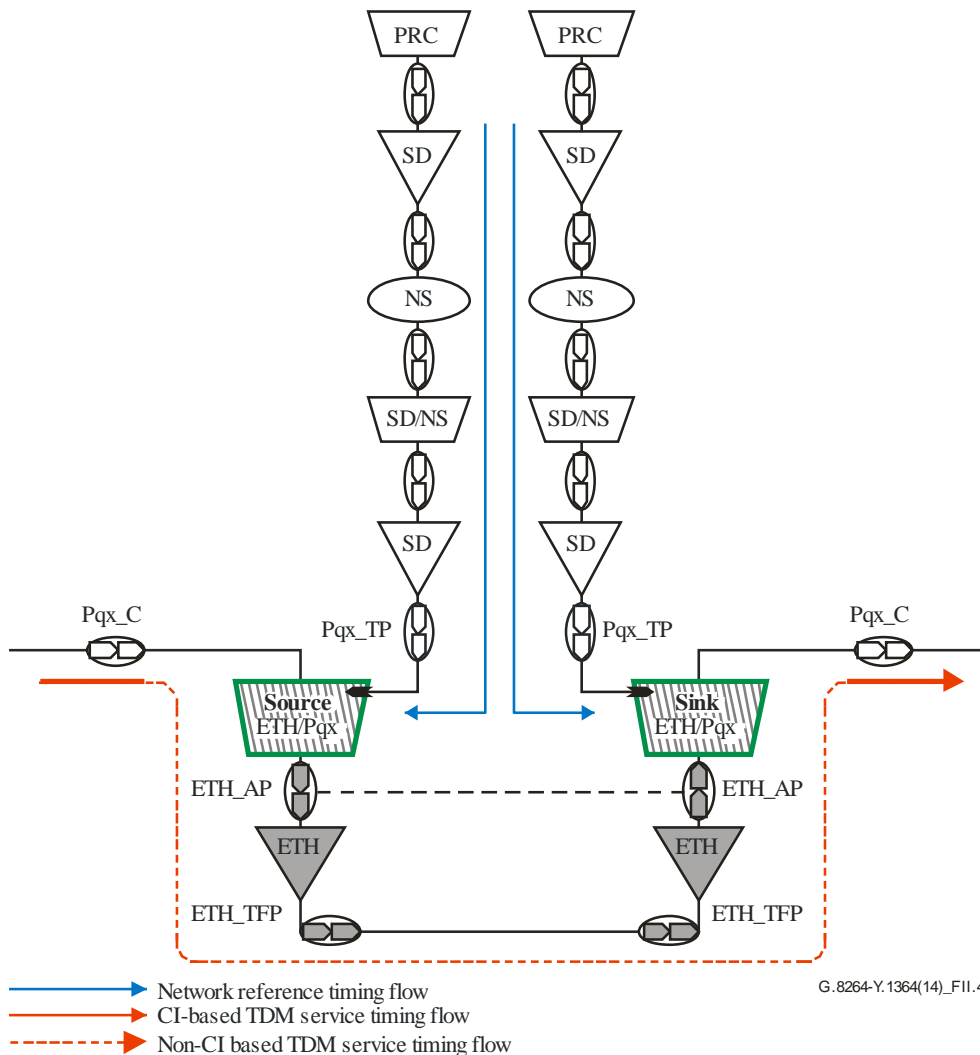 PRC
PRC
SD
SD
NS
NS
SD/NS
SD/NS
SD
SD
Pqx_C
Pqx_TP
Pqx_TP
Pqx_C
Source
ETH/Pqx
Sink
ETH/Pqx
ETH_AP
ETH_AP
ETH
ETH
ETH_TFP
ETH_TFP
Network reference timing flow
G.8264-Y.1364(14)_FII.4
CI-based TDM service timing flow
Non-CI based TDM service timing flow